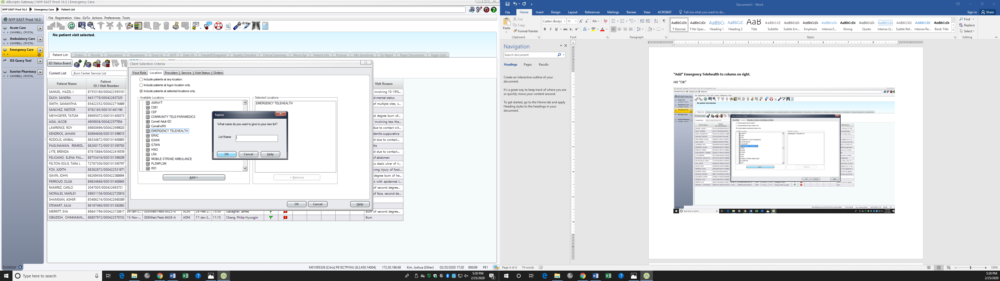 Allscripts Gateway | NYP EAST Prod 16.3 | Emergency Care
NYP EAST Prod 16.3 Emergency Care Patient List
NYP EAST Prod 16.3
Acute Care
CAMPBELL, CRYSTAL
Ambulatory Care
CAMPBELL, CRYSTAL
Emergency Care
ISS Query Tool
Sunrise Pharmacy
CAMPBELL, CRYSTAL
Sidebar
File Registration View GoTo Actions Preferences Tools
EzVac
No patient visit selected.
Patient List Orders Results Documents Flowsheets Dose Hx iNYP Data Vis Handoff/Snapshot Quality Checklist Clinical Summary Micro-Epi Patient Info Pictures ABx Sensitivity Dz Mgmt Paper Documents Eagle Gold
ED Status Board
Current List: _Burn Center Service List
Patient Name Patient ID / Visit Number Visit Reason
SAMUEL, HAZEL J 87553180/000422595101 involving 10-19%...
DUCH, SANDRA 6431778/000422637325 ed mental status
SMITH, SAMANTHA 85422352/000422716489 of multiple sites, s...
SANCHEZ, NESTOR 9782185/000101401190
MEYHOEFER, TATUM 89695072/000101400373 nd degree burn of...
AGAI, JACOB 4909938/000422577954 involving less tha...
LAWRENCE, ROY 89800696/000422699020 due to contact wit...
KENDRICK, JAHANI 80894608/000101399015 denitis suppurativa
RODOLIS, ANIBAL 88334872/000101400865 ed due to contact...
PAGLINAWAN, REMEDI... 88260172/000101395763 itis
LYTE, BRENDA 87815884/000422416559 ed due to contact...
FELICIANO, ELENA PAL... 89753416/000101399209 of abdomen
FELTON-SOLIS, TARA L 72787300/000101395797 us stasis ulcer of ri...
FOX, JUDITH 88382872/000422531871 ving injury of foot...
GAVIN, JOHN 68269456/000422388694 degree burn of he...
PERROUD, OLGA 89834668/000101400945 rs with epidermal l...
RAMIREZ, CARLO 3047005/000422693721 of second degree...
MORALES, MARLEY 89851156/000422725910 of face, second de...
SHAMSIAN, ASHER 85486216/000422660389
STEWART, JULIA 86187460/000101382692
MERRITT, EVA 89841796/000422720817 04-Jan-2... G08West Peds-8425-A ADM 24-Feb-2... 15:59 Gallagher, James Burn of second degree...
OBIUDOH, CHIMAMAN... 88807972/000422570152 15-Nov-... G08West Peds-8426-A ADM 17-Jan-2... 11:15 Chang, Philip Hyungjin Burn
Client Selection Criteria
Your Role Location Providers Service Visit Status Orders
Include patients at any location.
Include patients at logon location only.
Include patients at selected locations only.
Available Locations
AXRAYT
C081
CEP
COMMUNITY TELE-PARAMEDICS
Cornell Adult ED
Cornell eRX
EMERGENCY TELEHEALTH
ERAC
ESWK
G7WN
HW2
LR4
MOBILE STROKE AMBULANCE
PLSMPLSM
R01
Add >
Selected Locations
EMERGENCY TELEHEALTH
< Remove
OK Cancel Help
Name
What name do you want to give to your new list?
List Name:
OK Cancel Help
M01X95336 [Citrix] PE1ECTPVNU (8.2.450.14004) 172.30.186.68 Kim, Joshua (Other) 02/25/2020 17:20 000:09 PE1
Type here to search
5:20 PM
2/25/2020
Document1 - Word
File Home Insert Design Layout References Mailings Review View ACROBAT Tell me what you want to do...
Sign in Share
Paste
Cut
Copy
Format Painter
Clipboard
Calibri (Body) 11
Font
Paragraph
¶ Normal ¶ No Spac... Heading 1 Heading 2 Title Subtitle Subtle Em... Emphasis Intense E... Strong Quote Intense Q... Subtle Ref... Intense Re... Book Title
Styles
Find
Replace
Select
Editing
Navigation
Search document
Headings Pages Results
Create an interactive outline of your
document.
It's a great way to keep track of where you are
or quickly move your content around.
To get started, go to the Home tab and apply
Heading styles to the headings in your
document.
“Add” Emergency Telehealth to column on right.
Hit “OK”
Page 4 of 6 79 words
100%
5:20 PM
2/25/2020